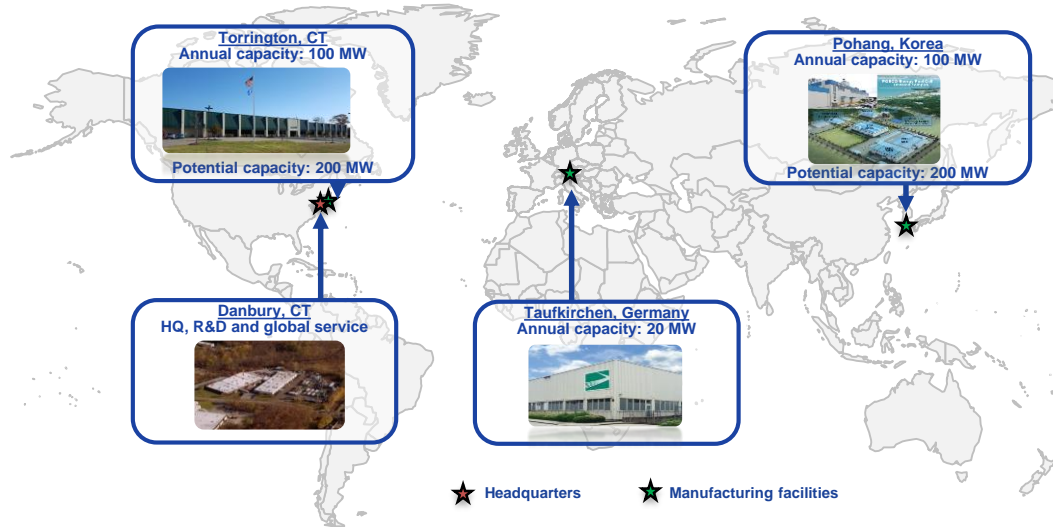 Torrington, CT
Annual capacity: 100 MW
Potential capacity: 200 MW
Pohang, Korea
Annual capacity: 100 MW
Potential capacity: 200 MW
Danbury, CT
HQ, R&D and global service
Taufkirchen, Germany
Annual capacity: 20 MW
Headquarters
Manufacturing facilities